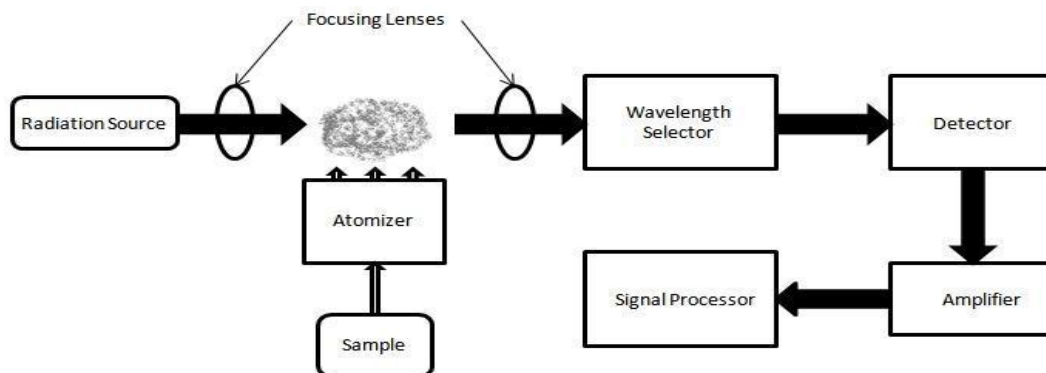 Focusing Lenses
Radiation Source
Wavelength
Selector
Detector
Atomizer
Signal Processor
Amplifier
Sample